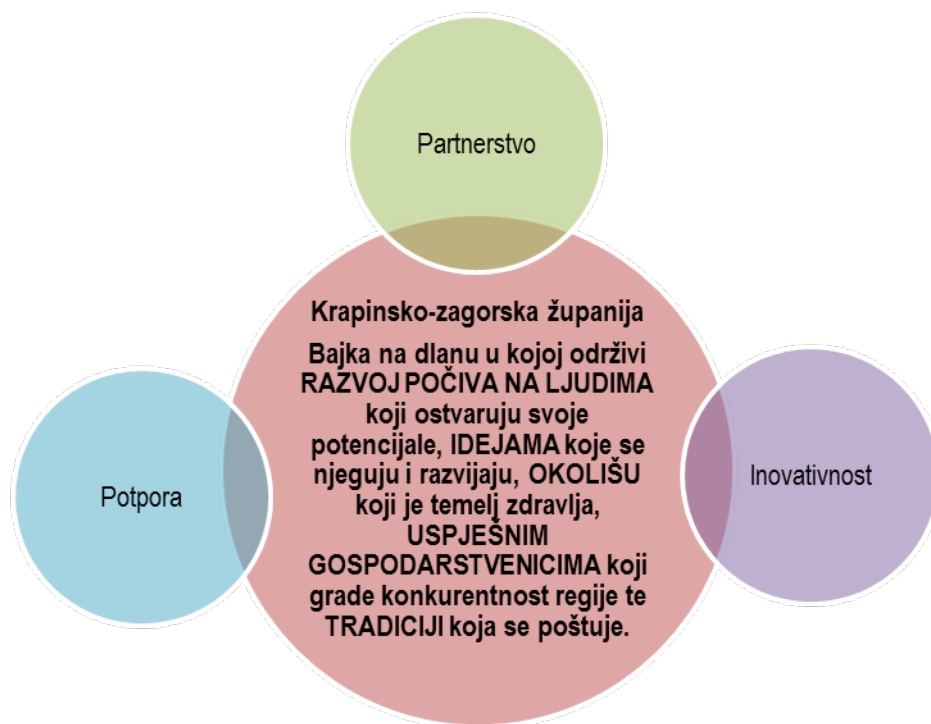 Partnerstvo
Krapinsko-zagorska županija
Bajka na dlanu u kojoj održivi
RAZVOJ POČIVA NA LJUDIMA
koji ostvaruju svoje
potencijale, IDEJAMA koje se
njeguju i razvijaju, OKOLIŠU
koji je temelj zdravlja,
USPJEŠNIM
GOSPODARSTVENICIMA koji
grade konkurentnost regije te
TRADICIJI koja se poštuje.
Potpora
Inovativnost